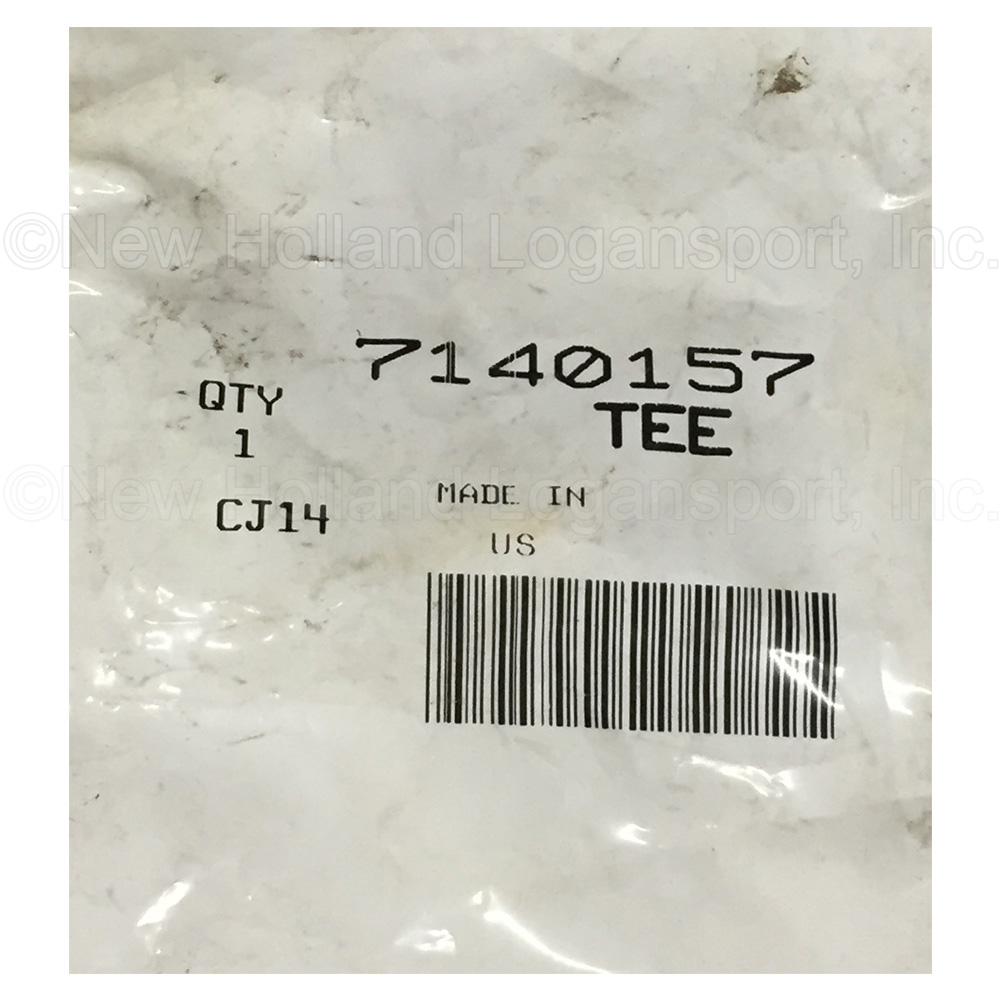 ©New Holland Logansport, Inc.
7140157
QTY
TEE
1
©New Holland Logansport, Inc.
MADE IN
CJ14
US